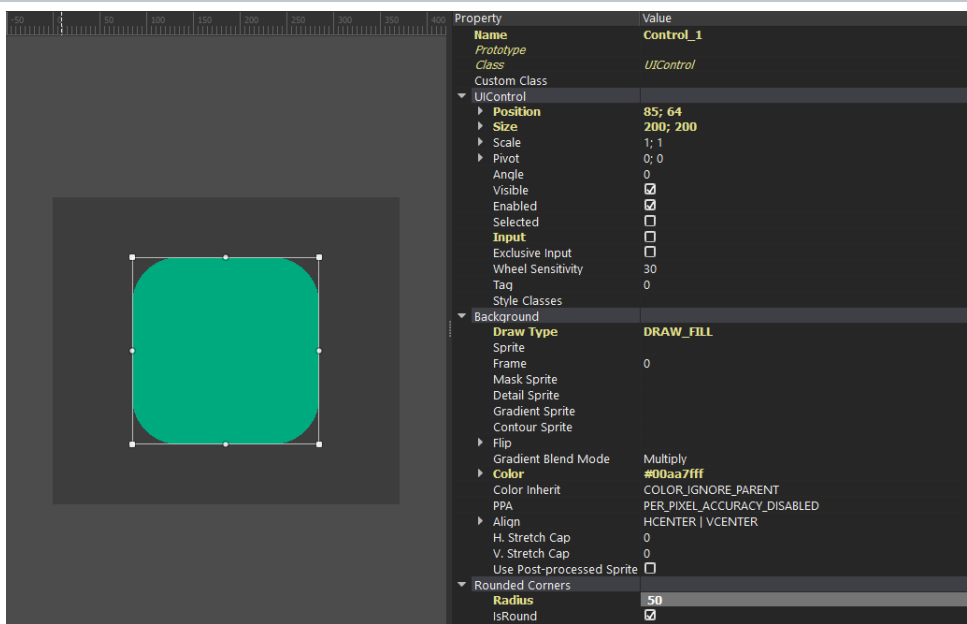 -50 0 50 100 150 200 250 300 350 400
Property Value
Name Control_1
Prototype
Class UIControl
Custom Class
UIControl
Position 85; 64
Size 200; 200
Scale 1; 1
Pivot 0; 0
Angle 0
Visible
Enabled
Selected
Input
Exclusive Input
Wheel Sensitivity 30
Tag 0
Style Classes
Background
Draw Type DRAW_FILL
Sprite
Frame 0
Mask Sprite
Detail Sprite
Gradient Sprite
Contour Sprite
Flip
Gradient Blend Mode Multiply
Color #00aa7fff
Color Inherit COLOR_IGNORE_PARENT
PPA PER_PIXEL_ACCURACY_DISABLED
Align HCENTER | VCENTER
H. Stretch Cap 0
V. Stretch Cap 0
Use Post-processed Sprite
Rounded Corners
Radius 50
IsRound